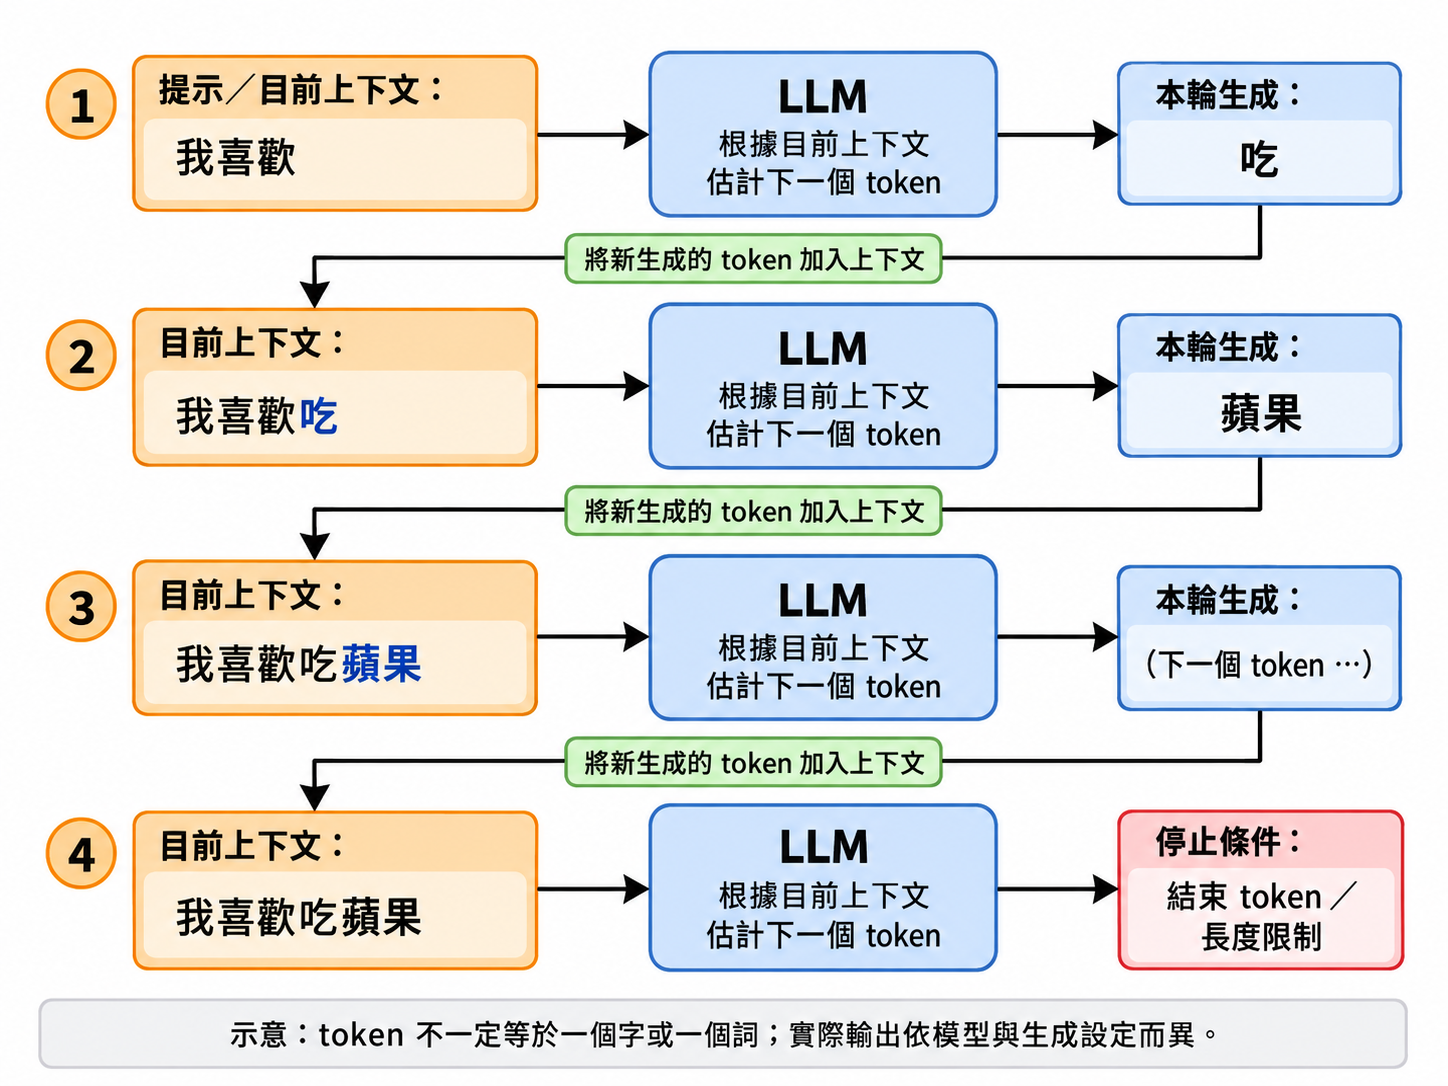 1
提示／目前上下文：
我喜歡
LLM
根據目前上下文
估計下一個 token
本輪生成：
吃
將新生成的 token 加入上下文
2
目前上下文：
我喜歡吃
LLM
根據目前上下文
估計下一個 token
本輪生成：
蘋果
將新生成的 token 加入上下文
3
目前上下文：
我喜歡吃蘋果
LLM
根據目前上下文
估計下一個 token
本輪生成：
（下一個 token …）
將新生成的 token 加入上下文
4
目前上下文：
我喜歡吃蘋果
LLM
根據目前上下文
估計下一個 token
停止條件：
結束 token ／
長度限制
示意：token 不一定等於一個字或一個詞；實際輸出依模型與生成設定而異。